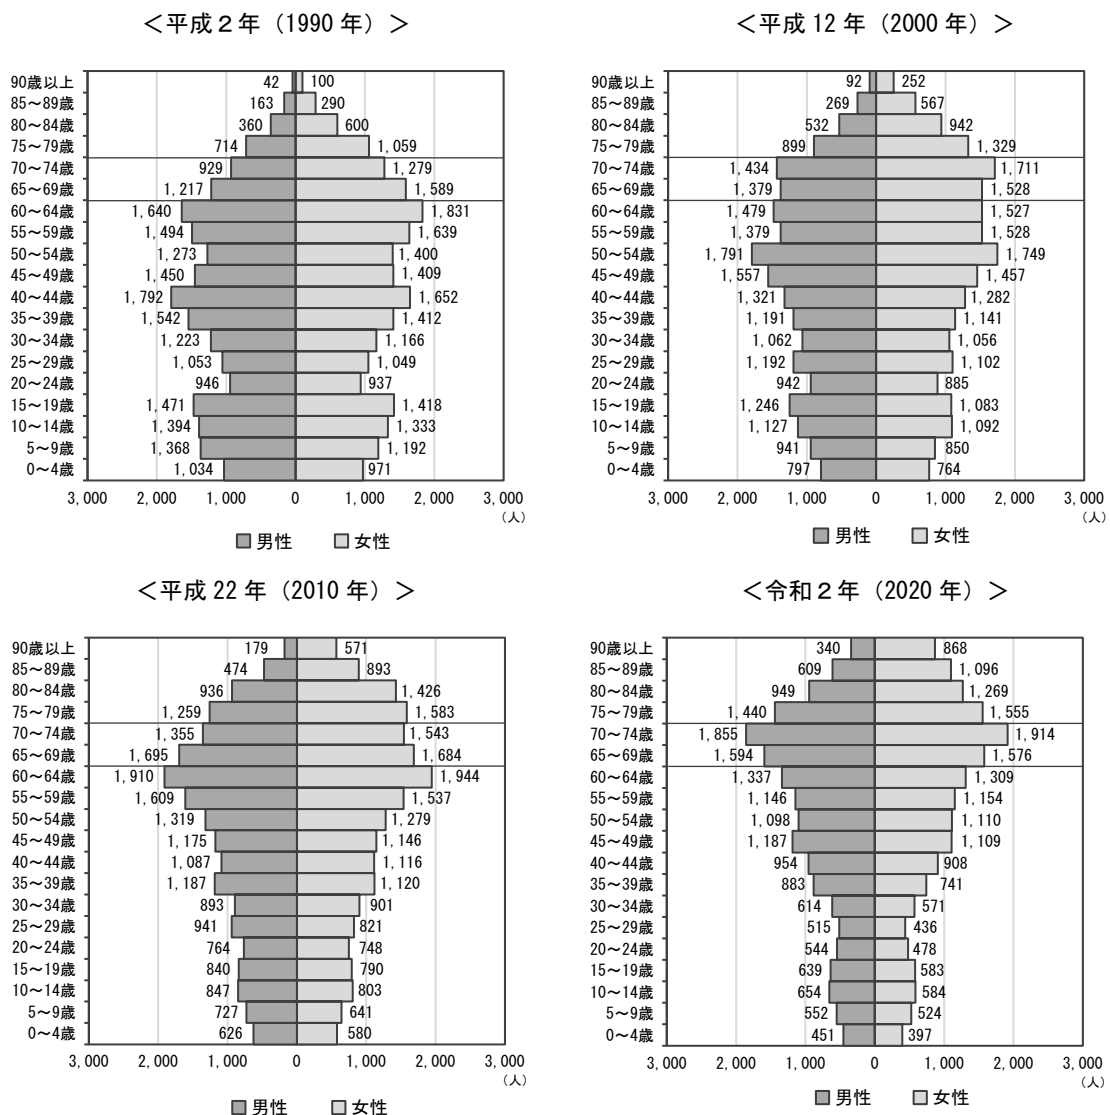 ＜平成２年（1990 年）＞
90歳以上 42 100
85～89歳 163 290
80～84歳 360 600
75～79歳 714 1,059
70～74歳 929 1,279
65～69歳 1,217 1,589
60～64歳 1,640 1,831
55～59歳 1,494 1,639
50～54歳 1,273 1,400
45～49歳 1,450 1,409
40～44歳 1,792 1,652
35～39歳 1,542 1,412
30～34歳 1,223 1,166
25～29歳 1,053 1,049
20～24歳 946 937
15～19歳 1,471 1,418
10～14歳 1,394 1,333
5～9歳 1,368 1,192
0～4歳 1,034 971
3,000 2,000 1,000 0 1,000 2,000 3,000
（人）
男性 女性
＜平成 12 年（2000 年）＞
90歳以上 92 252
85～89歳 269 567
80～84歳 532 942
75～79歳 899 1,329
70～74歳 1,434 1,711
65～69歳 1,379 1,528
60～64歳 1,479 1,527
55～59歳 1,379 1,528
50～54歳 1,791 1,749
45～49歳 1,557 1,457
40～44歳 1,321 1,282
35～39歳 1,191 1,141
30～34歳 1,062 1,056
25～29歳 1,192 1,102
20～24歳 942 885
15～19歳 1,246 1,083
10～14歳 1,127 1,092
5～9歳 941 850
0～4歳 797 764
3,000 2,000 1,000 0 1,000 2,000 3,000
（人）
男性 女性
＜平成 22 年（2010 年）＞
90歳以上 179 571
85～89歳 474 893
80～84歳 936 1,426
75～79歳 1,259 1,583
70～74歳 1,355 1,543
65～69歳 1,695 1,684
60～64歳 1,910 1,944
55～59歳 1,609 1,537
50～54歳 1,319 1,279
45～49歳 1,175 1,146
40～44歳 1,087 1,116
35～39歳 1,187 1,120
30～34歳 893 901
25～29歳 941 821
20～24歳 764 748
15～19歳 840 790
10～14歳 847 803
5～9歳 727 641
0～4歳 626 580
3,000 2,000 1,000 0 1,000 2,000 3,000
（人）
男性 女性
＜令和２年（2020 年）＞
90歳以上 340 868
85～89歳 609 1,096
80～84歳 949 1,269
75～79歳 1,440 1,555
70～74歳 1,855 1,914
65～69歳 1,594 1,576
60～64歳 1,337 1,309
55～59歳 1,146 1,154
50～54歳 1,098 1,110
45～49歳 1,187 1,109
40～44歳 954 908
35～39歳 883 741
30～34歳 614 571
25～29歳 515 436
20～24歳 544 478
15～19歳 639 583
10～14歳 654 584
5～9歳 552 524
0～4歳 451 397
3,000 2,000 1,000 0 1,000 2,000 3,000
（人）
男性 女性